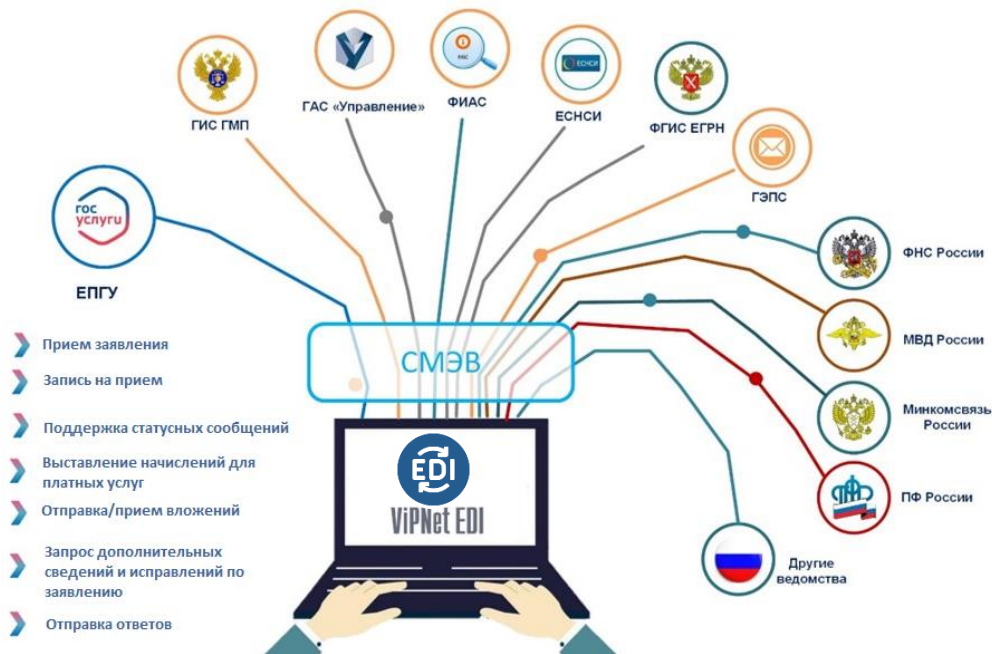 ГИС ГМП
ГАС «Управление»
ФИАС
ЕСНСИ
ЕСНСИ
ФГИС ЕГРН
ГЭПС
гос
услуги
ЕПГУ
ФНС России
МВД России
Минкомсвязь
России
ПФ России
Другие
ведомства
СМЭВ
EDI
ViPNet EDI
Прием заявления
Запись на прием
Поддержка статусных сообщений
Выставление начислений для
платных услуг
Отправка/прием вложений
Запрос дополнительных
сведений и исправлений по
заявлению
Отправка ответов